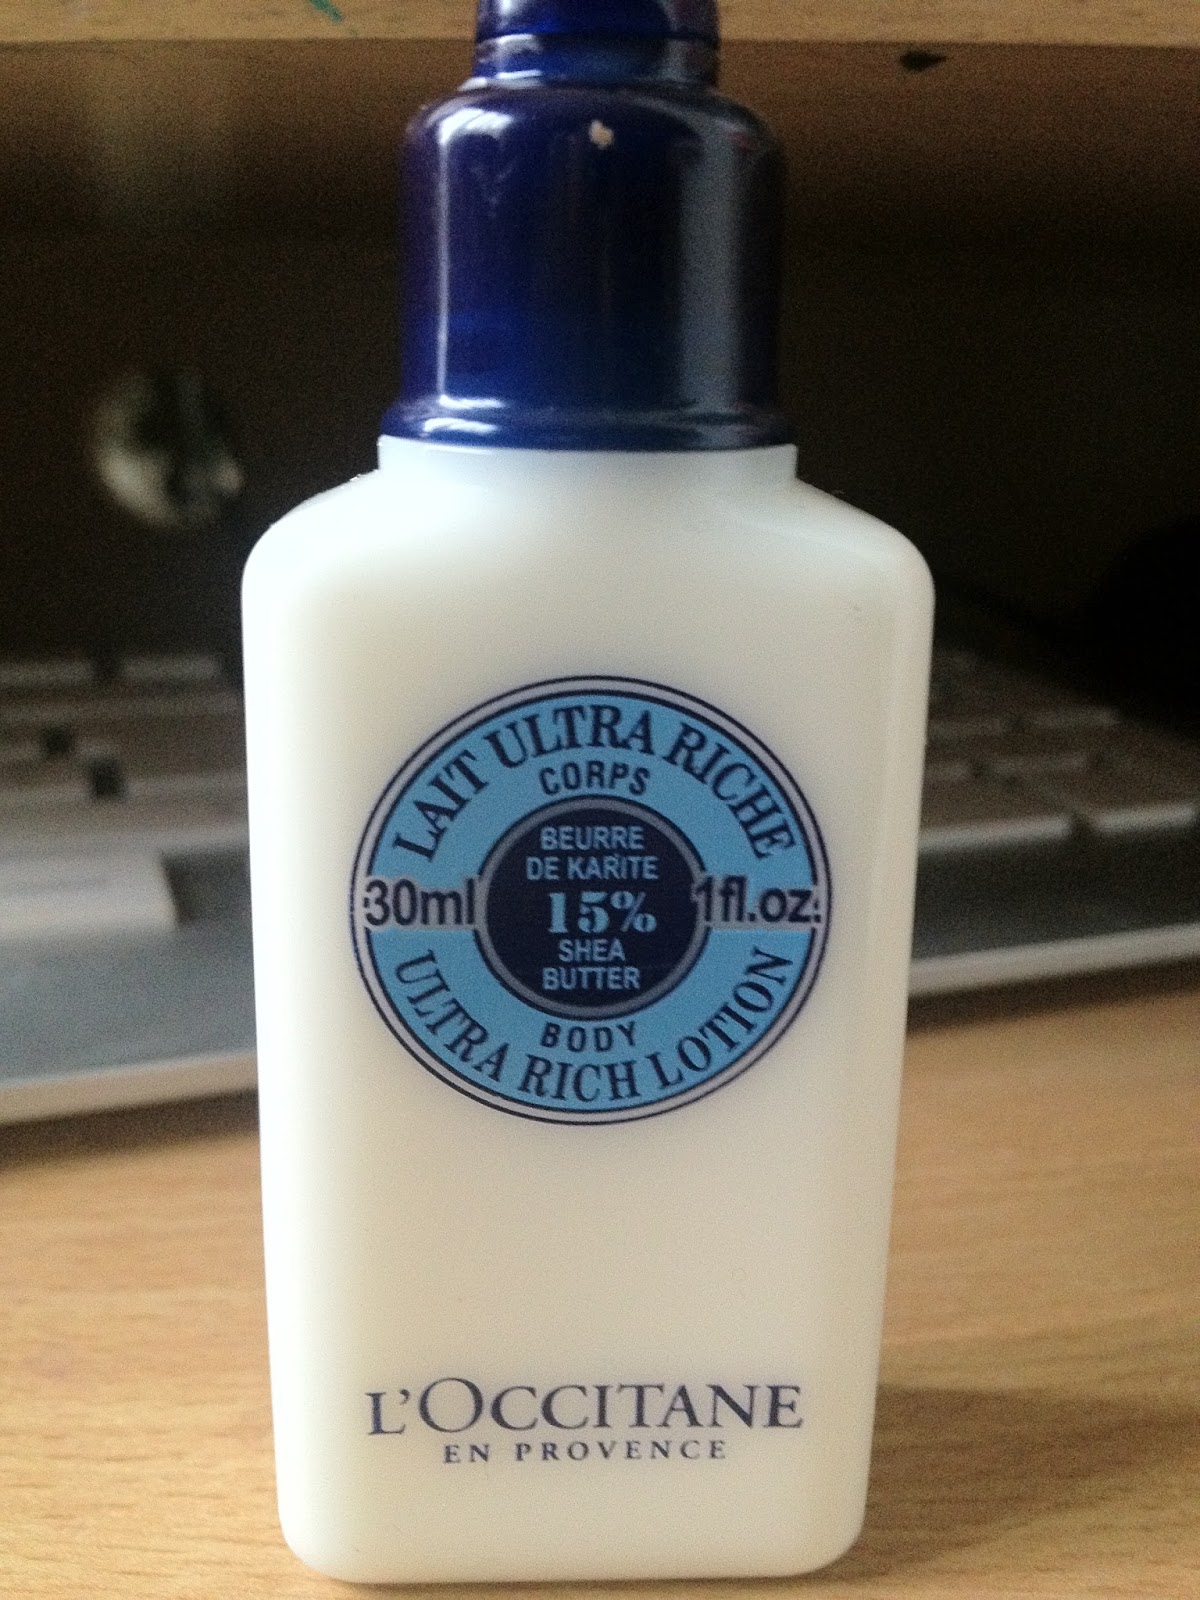 LAIT ULTRA RICHE
CORPS
BEURRE
DE KARITE
30ml 15% 1fl.oz.
SHEA
BUTTER
BODY
ULTRA RICH LOTION
L'OCCITANE
EN PROVENCE